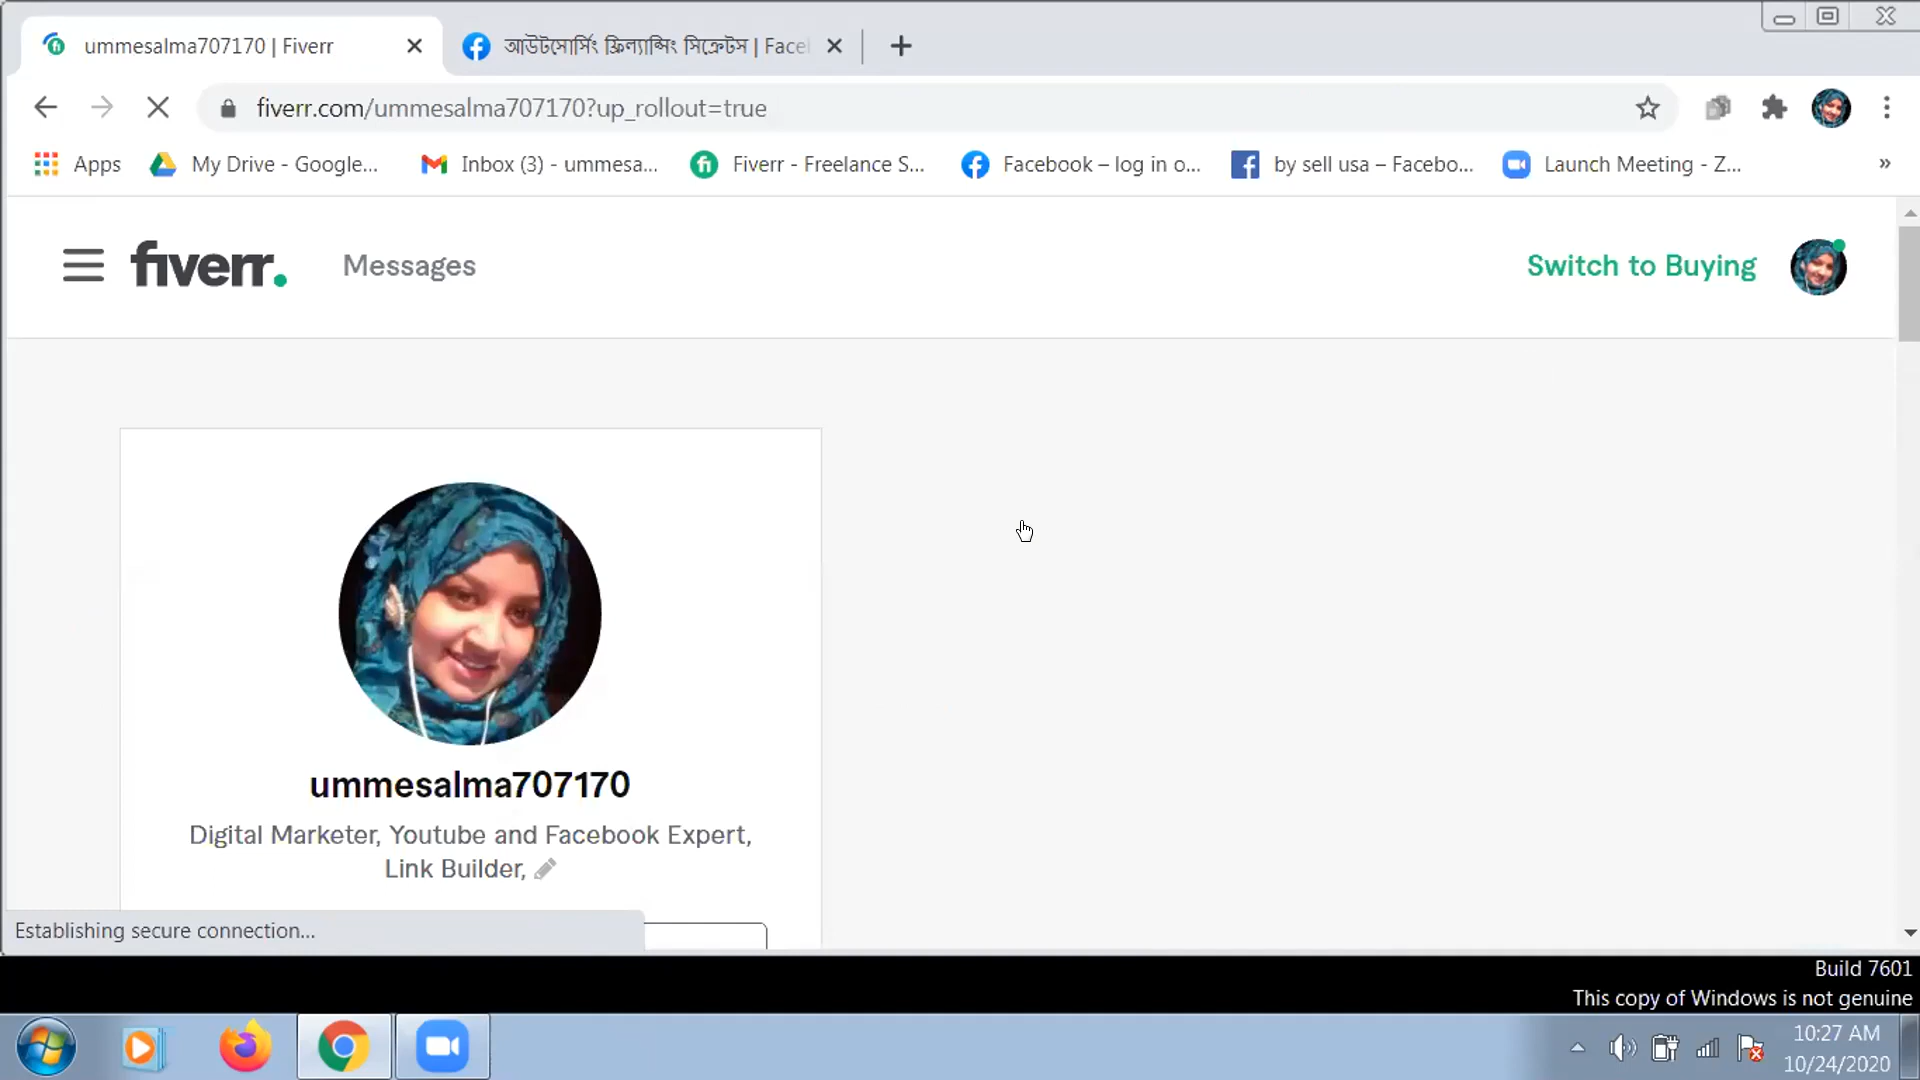 ummesalma707170 | Fiverr
আউটসোর্সিং ফ্রিল্যান্সিং সিক্রেটস | Face
fiverr.com/ummesalma707170?up_rollout=true
Apps
My Drive - Google...
Inbox (3) - ummesa...
Fiverr - Freelance S...
Facebook – log in o...
by sell usa – Facebo...
Launch Meeting - Z...
»
fiverr.
Messages
Switch to Buying
ummesalma707170
Digital Marketer, Youtube and Facebook Expert,
Link Builder,
Establishing secure connection...
Build 7601
This copy of Windows is not genuine
10:27 AM
10/24/2020